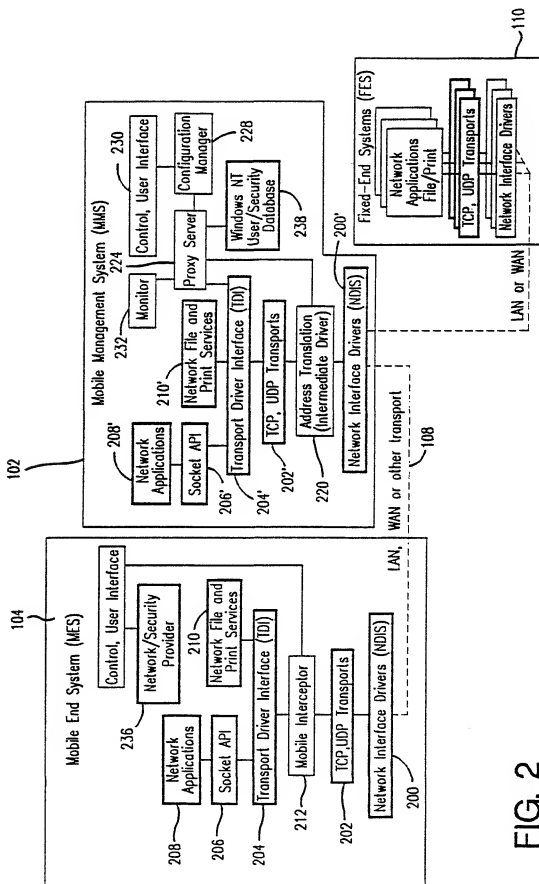 104
Mobile End System (MES)
Control, User Interface
Network/Security
Provider
236
Network
Applications
208
Socket API
206
210
Network File and
Print Services
Transport Driver Interface (TDI)
204
Mobile Interceptor
212
TCP,UDP Transports
202
Network Interface Drivers (NDIS)
200
102
Mobile Management System (MMS)
232
224
230
Monitor
Control, User Interface
Proxy Server
Configuration
Manager
228
Windows NT
User/Security
Database
238
208'
Network
Applications
Socket API
206'
210'
Network File and
Print Services
Transport Driver Interface (TDI)
204'
TCP, UDP Transports
202'
Address Translation
(Intermediate Driver)
220
Network Interface Drivers (NDIS)
200'
LAN, WAN or other transport
108
LAN or WAN
Fixed-End Systems (FES)
Network
Applications
File/Print
TCP, UDP Transports
Network Interface Drivers
110
FIG. 2